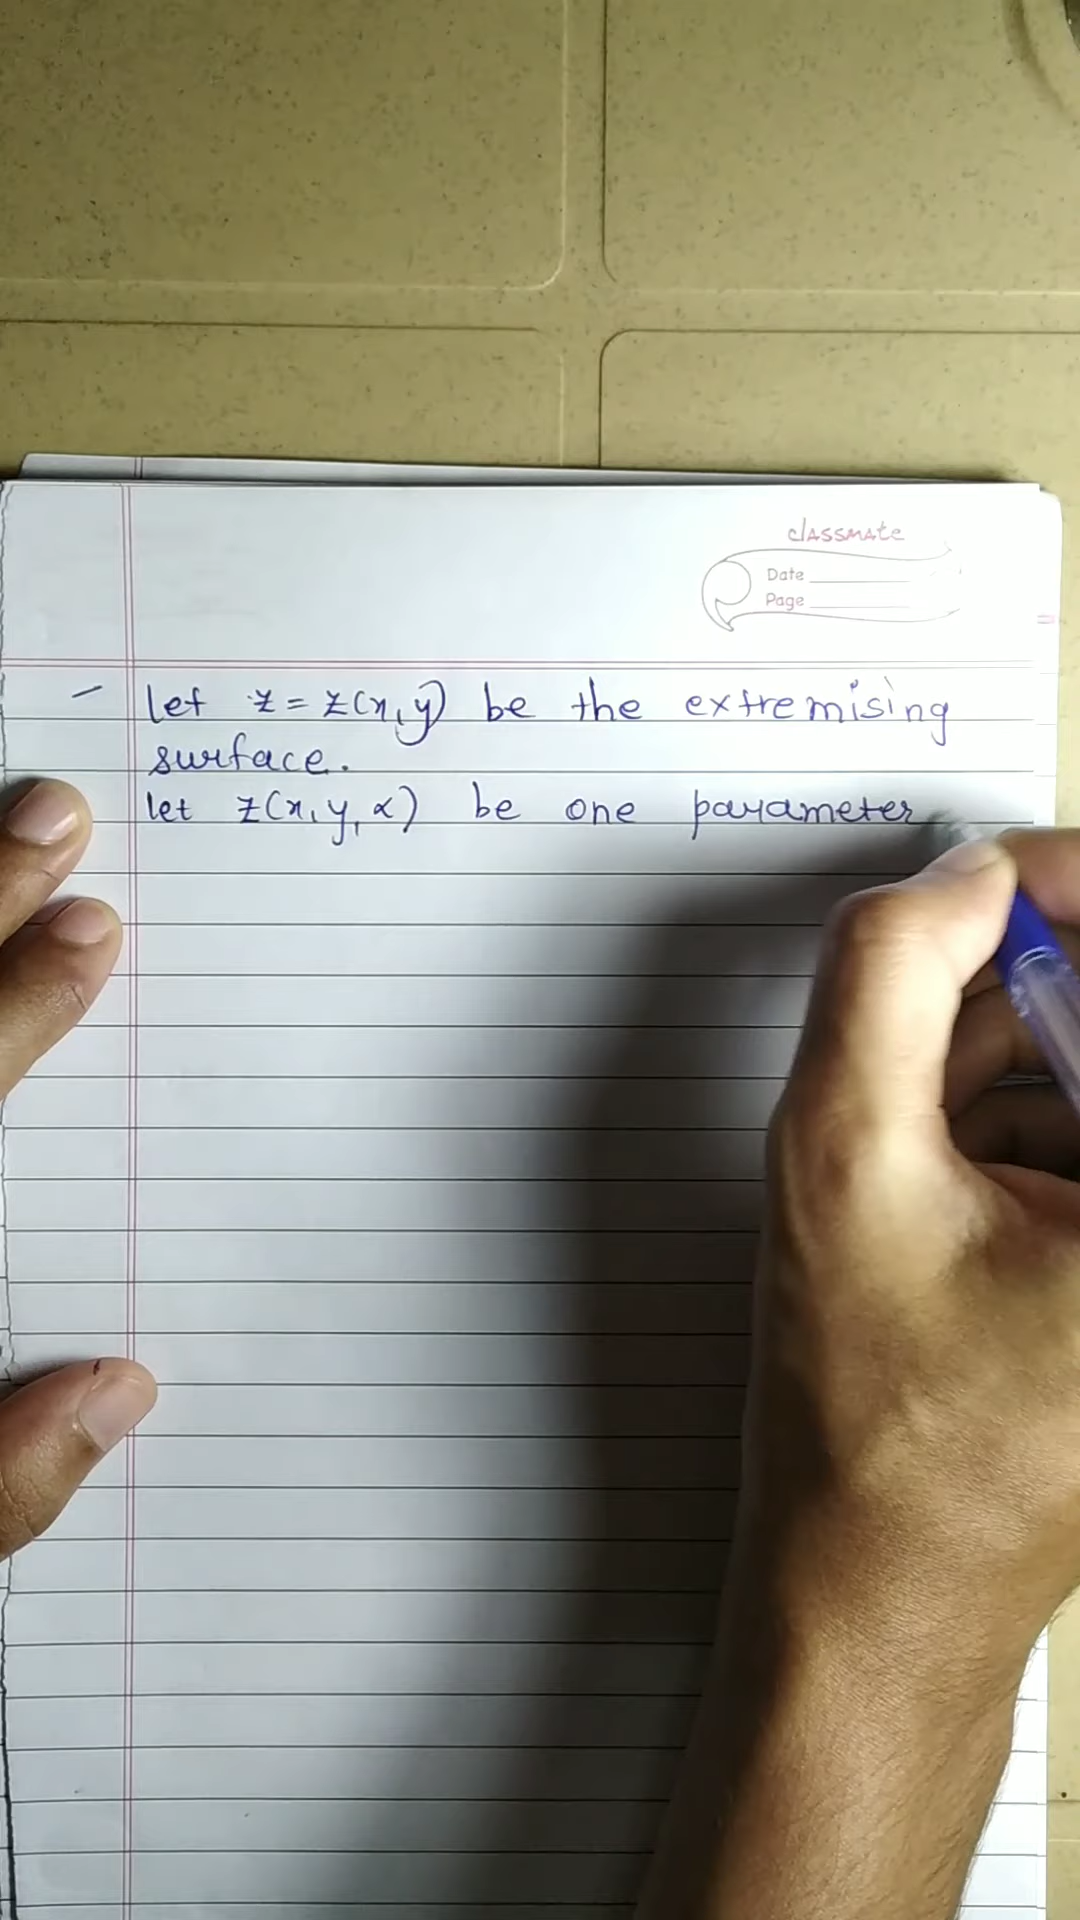 classmate
Date
Page
- let z = z(x,y) be the extremising
surface.
let z(x,y,α) be one parameter